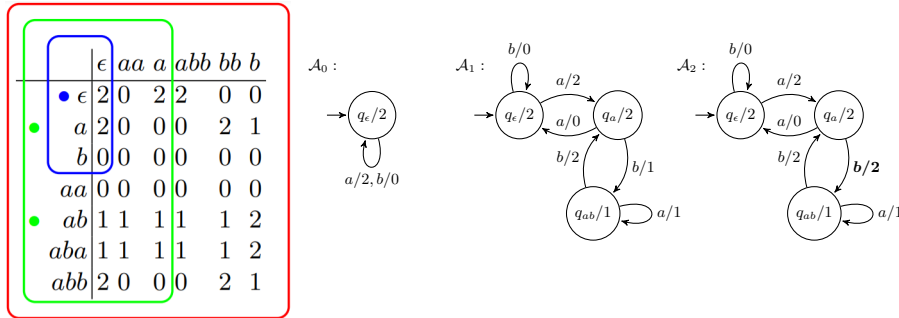 ϵ aa a abb bb b
ϵ 2 0 2 2 0 0
a 2 0 0 0 2 1
b 0 0 0 0 0 0
aa 0 0 0 0 0 0
ab 1 1 1 1 1 2
aba 1 1 1 1 1 2
abb 2 0 0 0 2 1
𝒜₀ :
qϵ/2
a/2, b/0
𝒜₁ :
b/0
a/2
qϵ/2
qa/2
a/0
b/2
b/1
qab/1
a/1
𝒜₂ :
b/0
a/2
qϵ/2
qa/2
a/0
b/2
b/2
qab/1
a/1